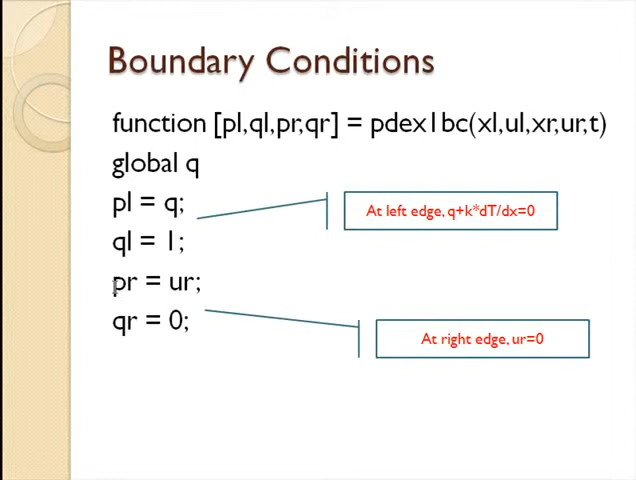 Boundary Conditions
function [pl,ql,pr,qr] = pdex1bc(xl,ul,xr,ur,t)
global q
pl = q;
At left edge, q+k*dT/dx=0
ql = 1;
pr = ur;
qr = 0;
At right edge, ur=0